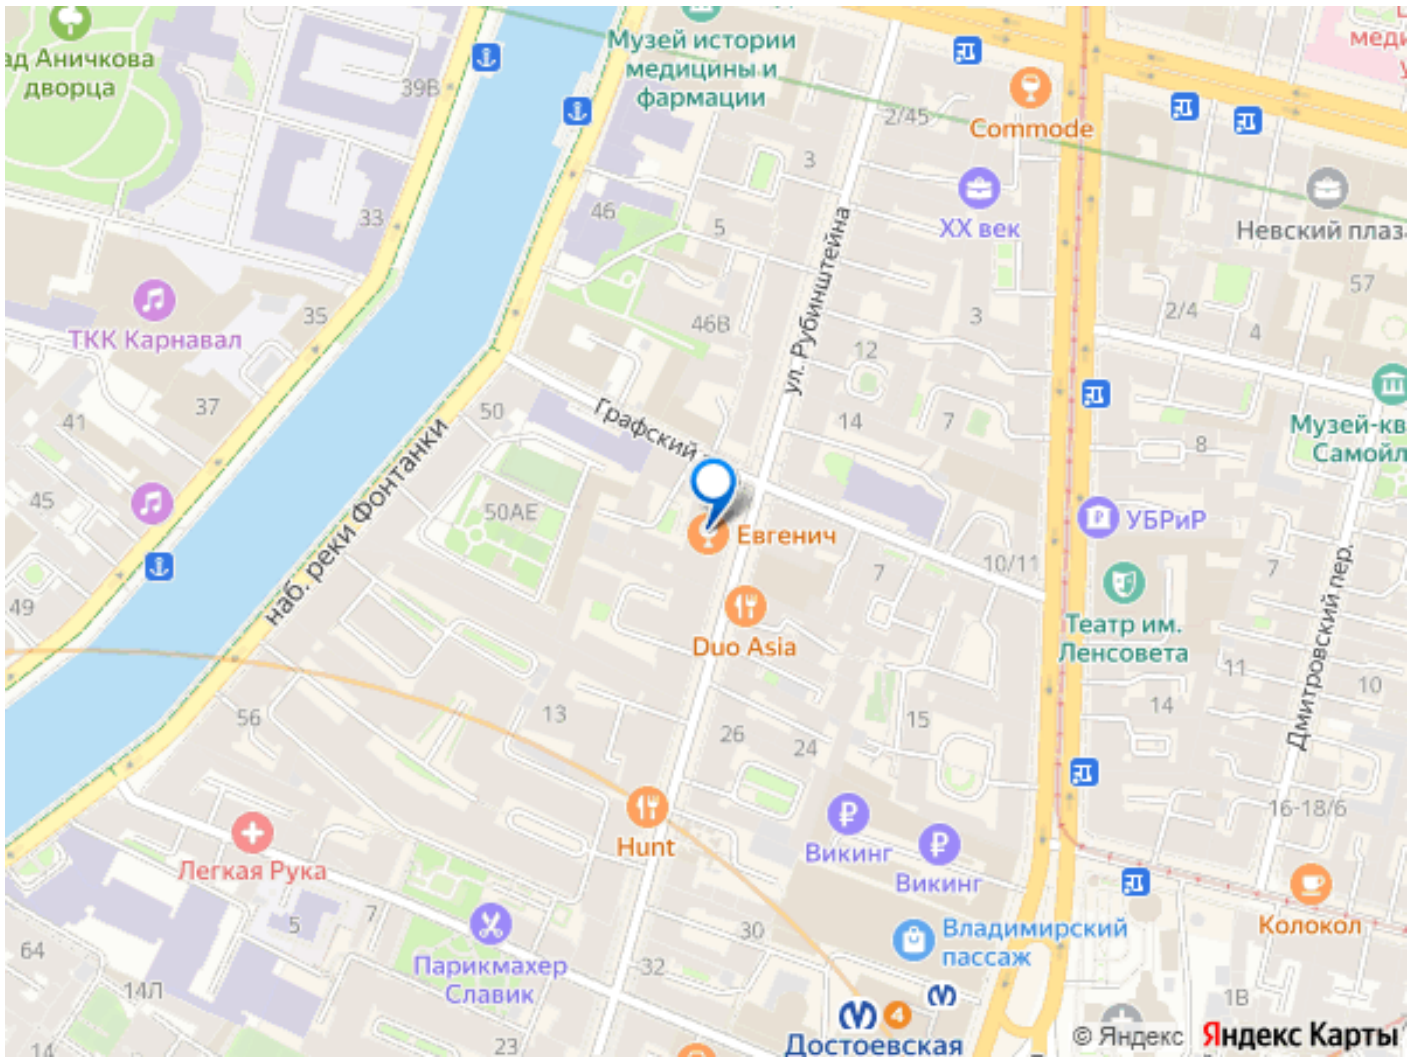 ад Аничкова
дворца
39В
Музей истории
медицины и
фармации
Commode
2/45
3
33
46
5
ул. Рубинштейна
XX век
Невский плаз
57
ТКК Карнавал
35
46В
3
2/4
4
12
37
41
50
Графский
14
7
8
Музей-кв
Самойл
45
наб. реки Фонтанки
50АЕ
Евгенич
УБРиР
49
7
10/11
7
Duo Asia
Театр им.
Ленсовета
Дмитровский пер.
11
10
56
13
26
24
15
14
16-18/6
Hunt
Викинг
Викинг
Легкая Рука
5
7
Колокол
64
30
Владимирский
пассаж
Парикмахер
Славик
32
14Л
1В
4
Достоевская
14
23
© Яндекс
Яндекс Карты